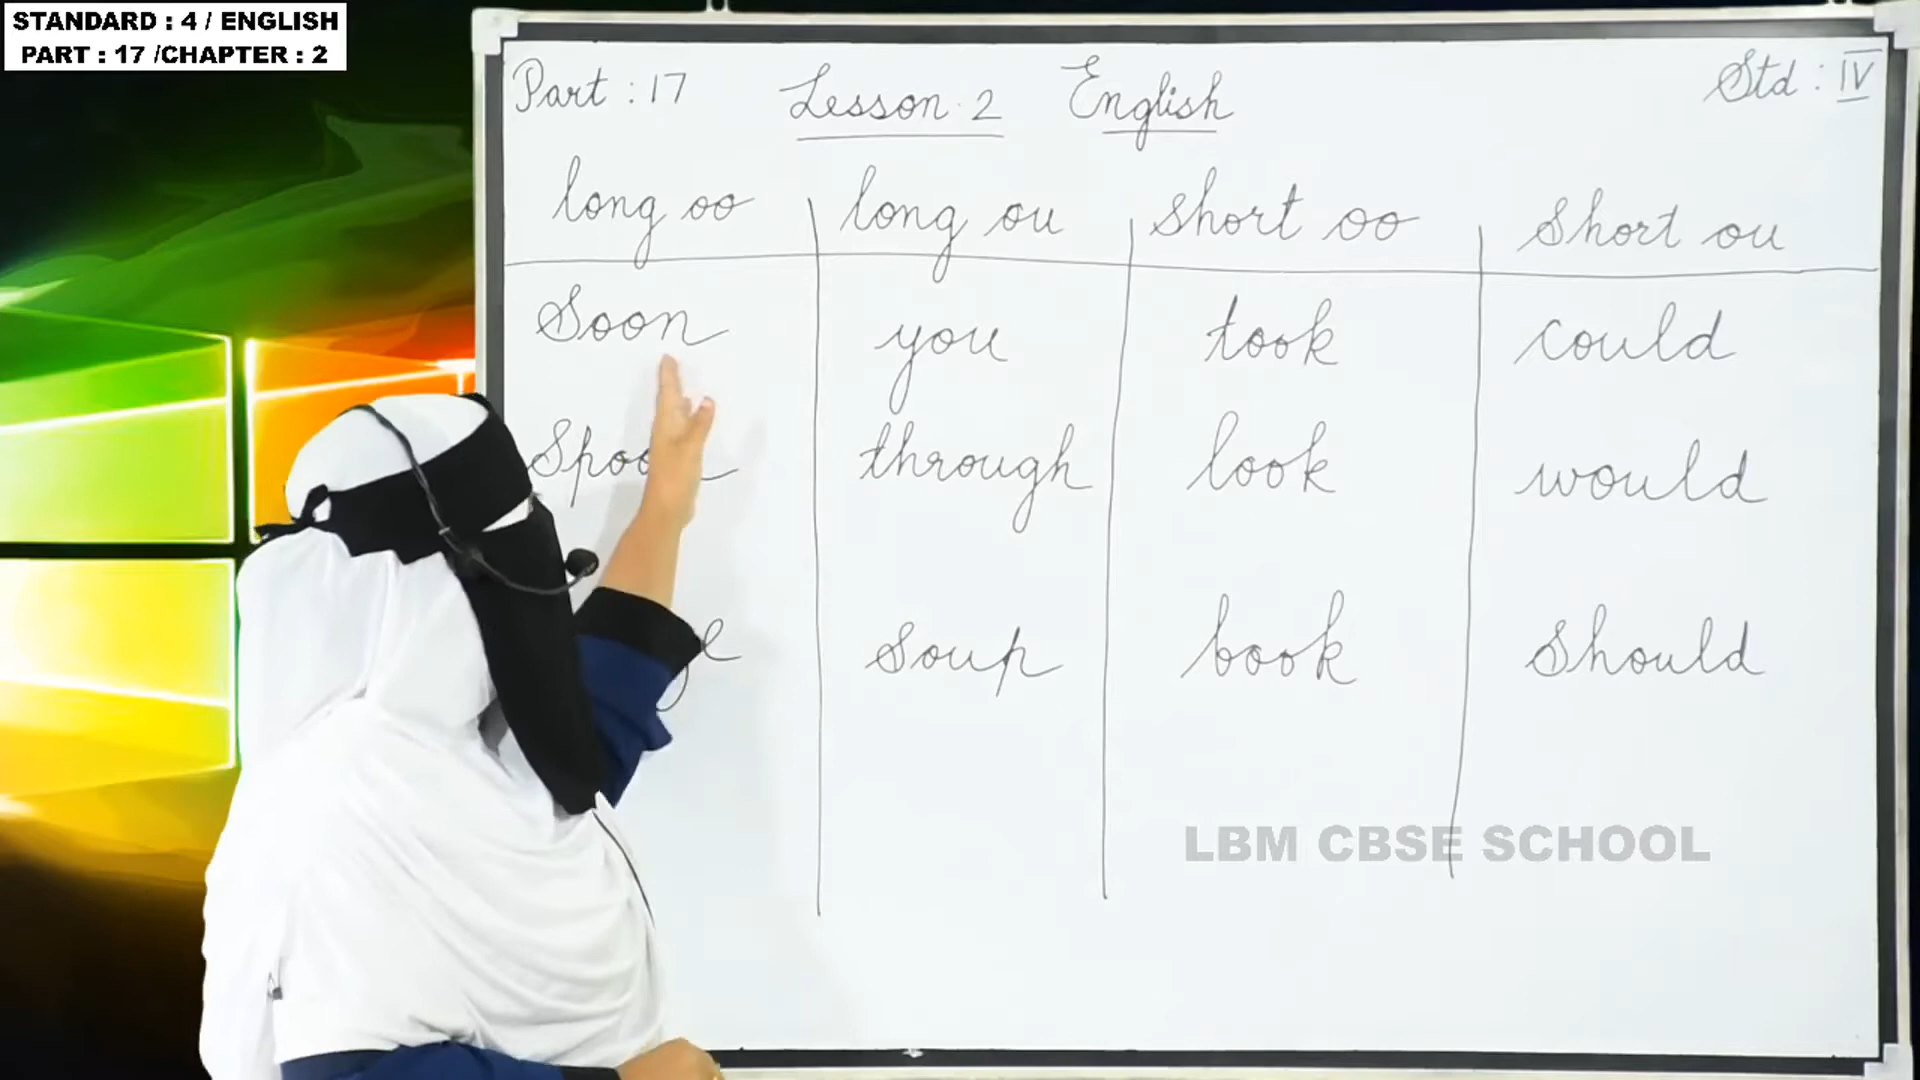 STANDARD : 4 / ENGLISH
PART : 17 /CHAPTER : 2
Part : 17 Lesson 2 English Std : IV
long oo long ou short oo short ou
Soon you took could
through look would
soup book should
LBM CBSE SCHOOL